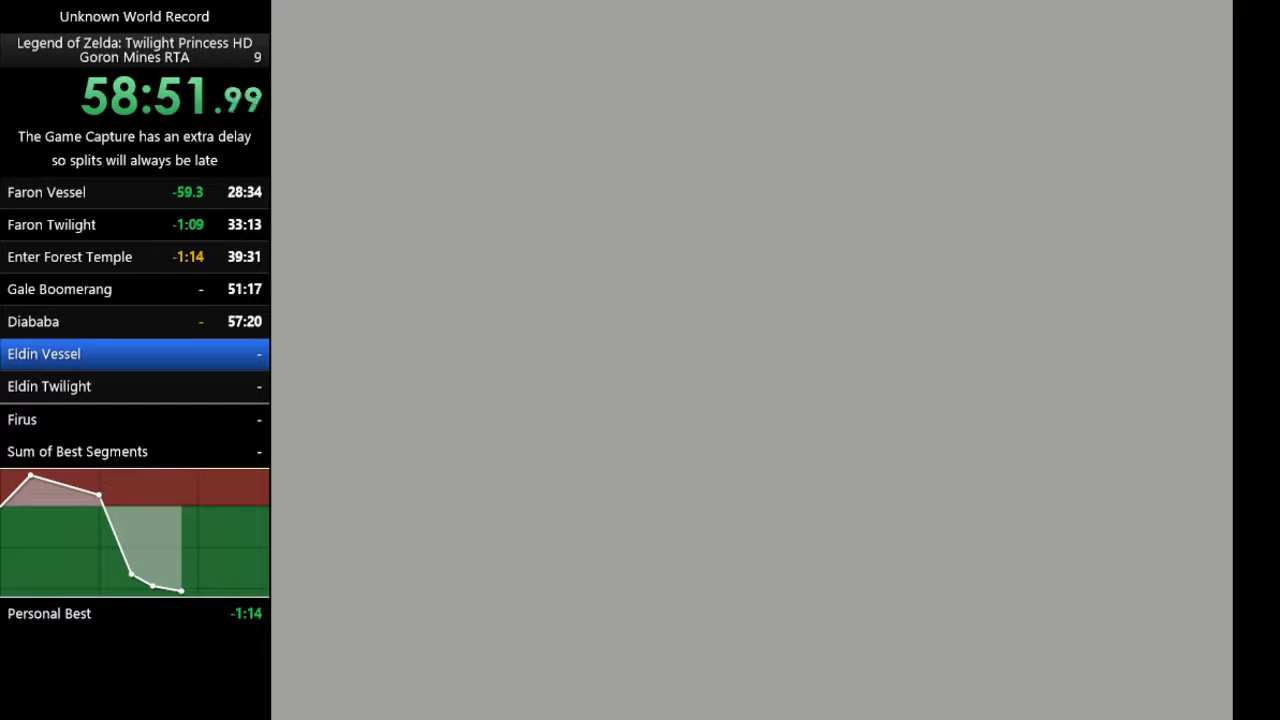 Unknown World Record
Legend of Zelda: Twilight Princess HD
Goron Mines RTA 9
58:51.99
The Game Capture has an extra delay
so splits will always be late
Faron Vessel -59.3 28:34
Faron Twilight -1:09 33:13
Enter Forest Temple -1:14 39:31
Gale Boomerang - 51:17
Diababa - 57:20
Eldin Vessel -
Eldin Twilight -
Firus -
Sum of Best Segments -
Personal Best -1:14